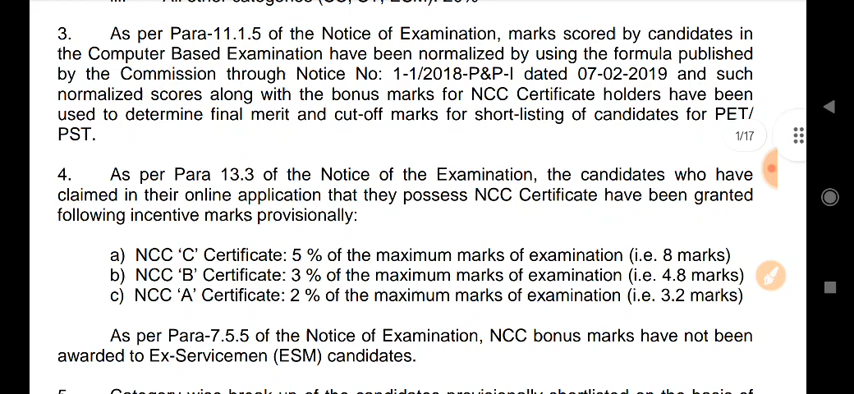 3. As per Para-11.1.5 of the Notice of Examination, marks scored by candidates in
the Computer Based Examination have been normalized by using the formula published
by the Commission through Notice No: 1-1/2018-P&P-I dated 07-02-2019 and such
normalized scores along with the bonus marks for NCC Certificate holders have been
used to determine final merit and cut-off marks for short-listing of candidates for PET/
PST.
1/17
4. As per Para 13.3 of the Notice of the Examination, the candidates who have
claimed in their online application that they possess NCC Certificate have been granted
following incentive marks provisionally:
a) NCC ‘C’ Certificate: 5 % of the maximum marks of examination (i.e. 8 marks)
b) NCC ‘B’ Certificate: 3 % of the maximum marks of examination (i.e. 4.8 marks)
c) NCC ‘A’ Certificate: 2 % of the maximum marks of examination (i.e. 3.2 marks)
As per Para-7.5.5 of the Notice of Examination, NCC bonus marks have not been
awarded to Ex-Servicemen (ESM) candidates.